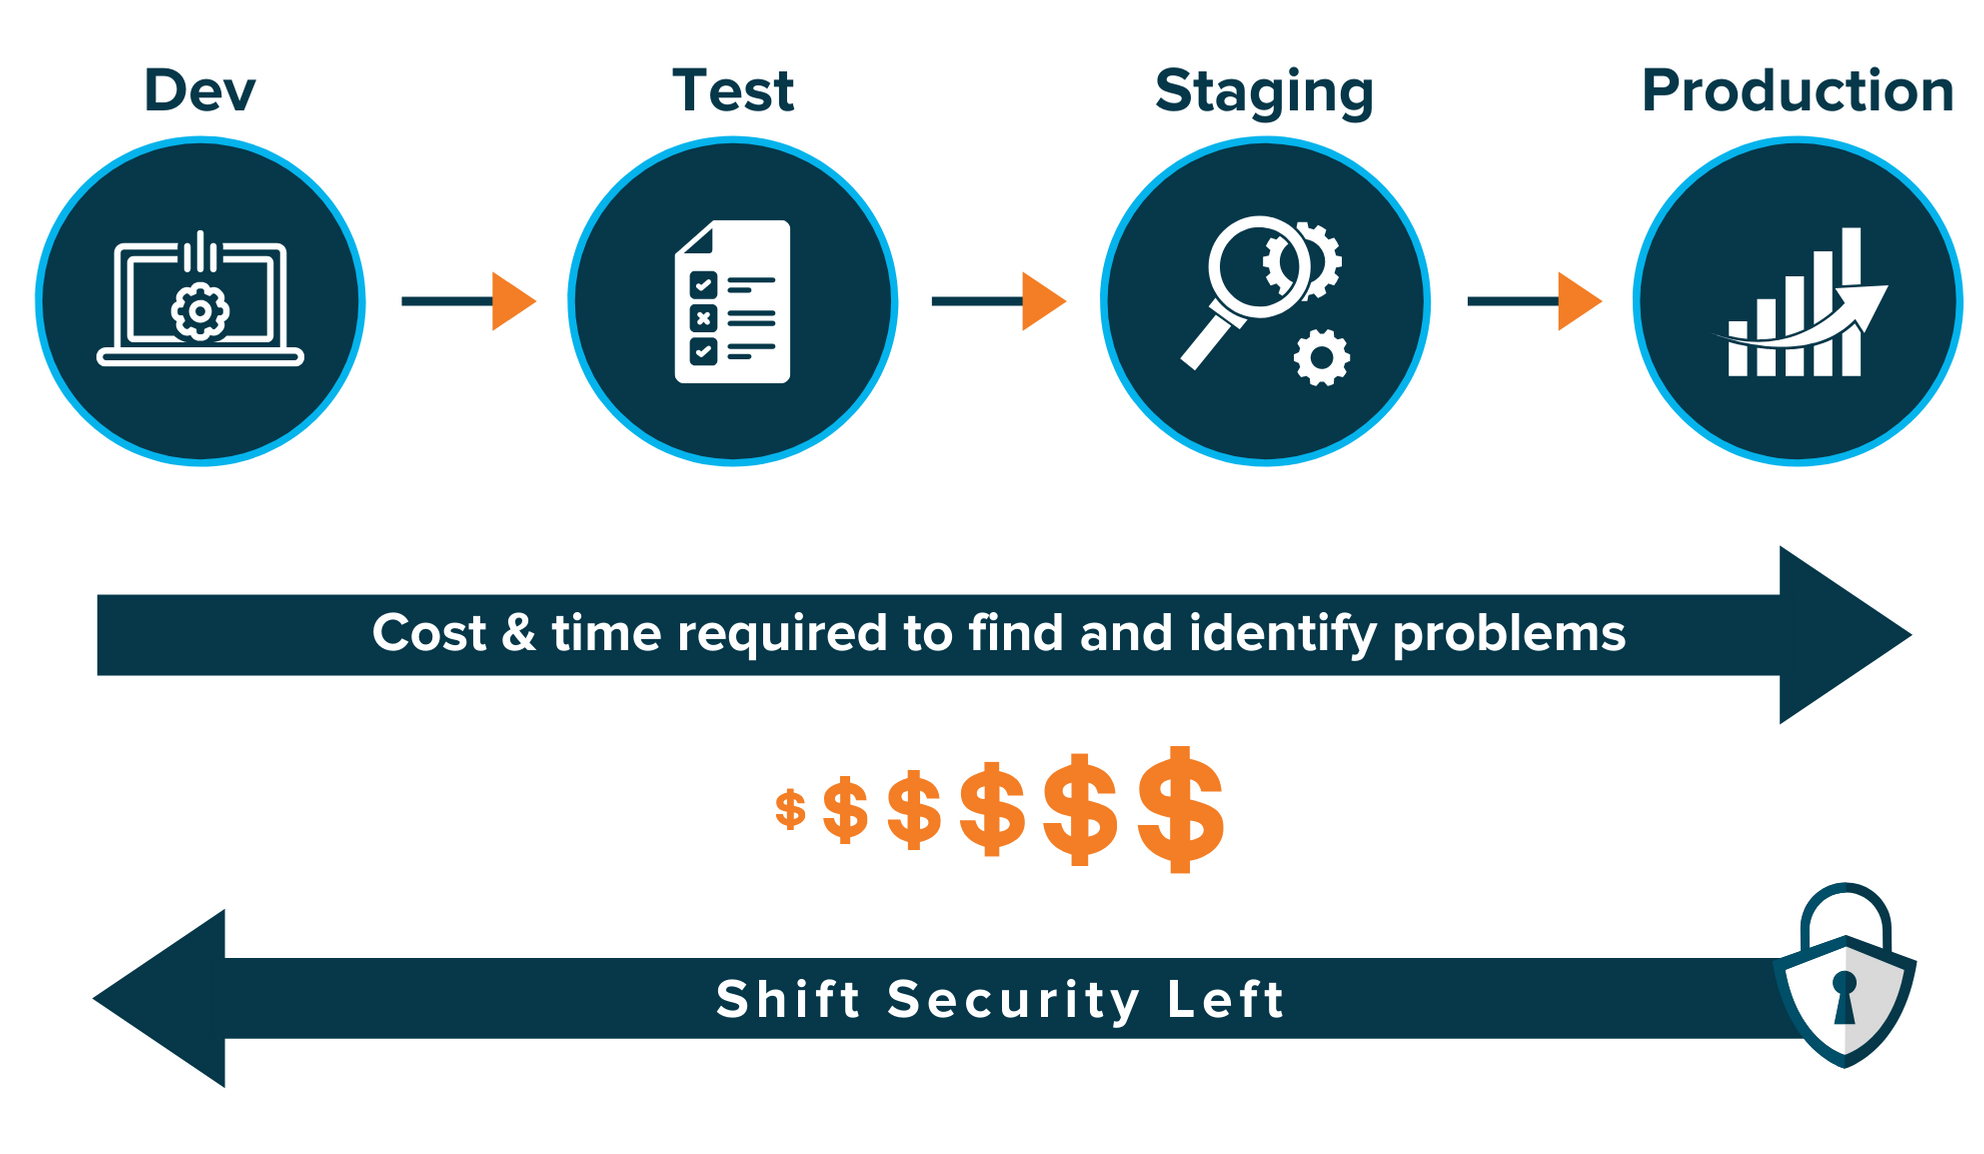 Dev
Test
Staging
Production
Cost & time required to find and identify problems
$ $ $ $ $ $
Shift Security Left